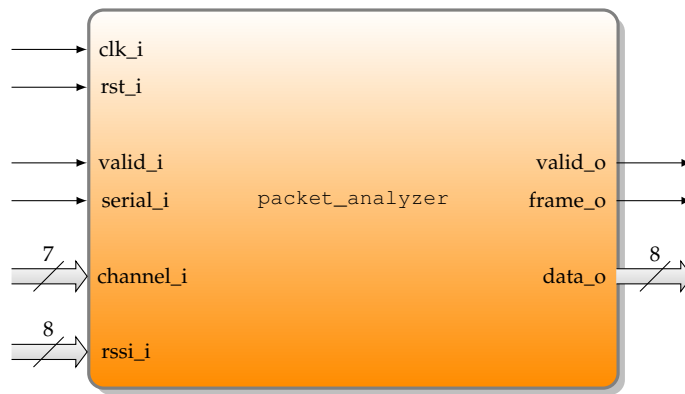 clk_i
rst_i
valid_i
valid_o
serial_i
packet_analyzer
frame_o
7
channel_i
data_o
8
8
rssi_i